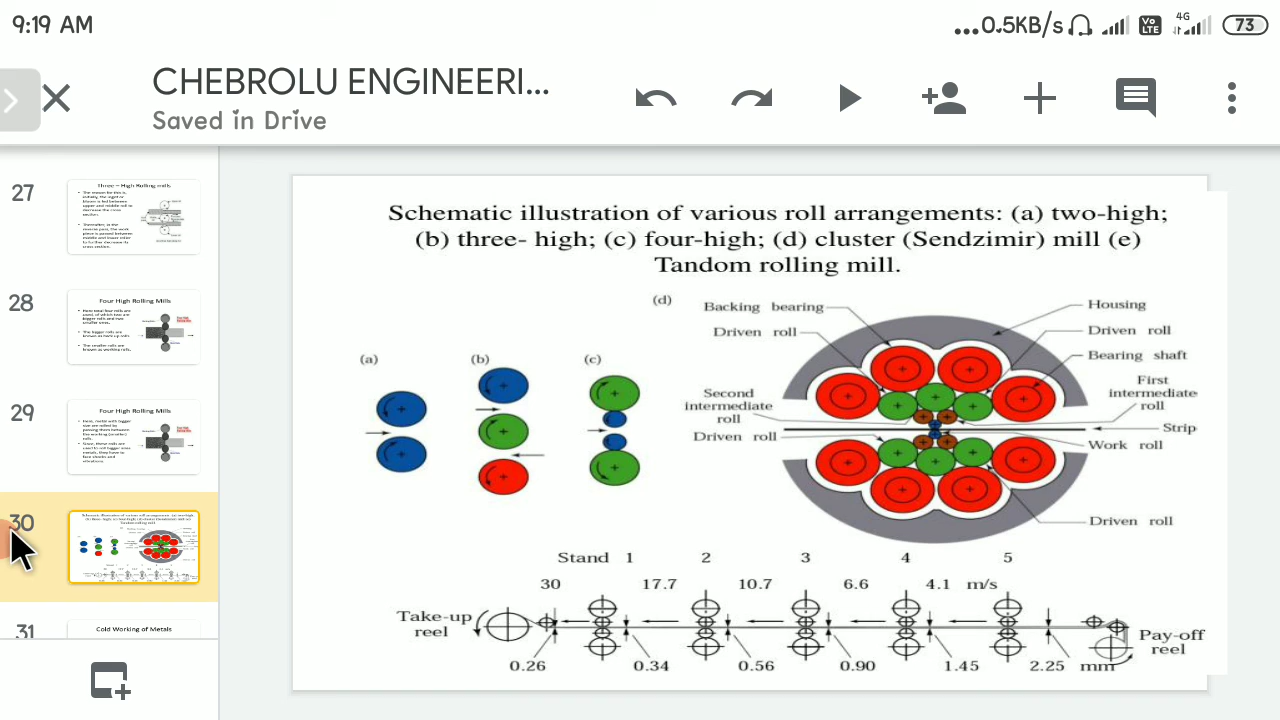 9:19 AM
...0.5KB/s
Vo
LTE
4G
73
CHEBROLU ENGINEERI...
Saved in Drive
27
Three - High Rolling mills
28
Four High Rolling Mills
29
Four High Rolling Mills
30
31
Cold Working of Metals
Schematic illustration of various roll arrangements: (a) two-high;
(b) three- high; (c) four-high; (d) cluster (Sendzimir) mill (e)
Tandom rolling mill.
(a)
(b)
(c)
(d)
Backing bearing
Driven roll
Second
intermediate
roll
Driven roll
Housing
Driven roll
Bearing shaft
First
intermediate
roll
Strip
Work roll
Driven roll
Stand 1 2 3 4 5
30 17.7 10.7 6.6 4.1 m/s
Take-up
reel
Pay-off
reel
0.26 0.34 0.56 0.90 1.45 2.25 mm